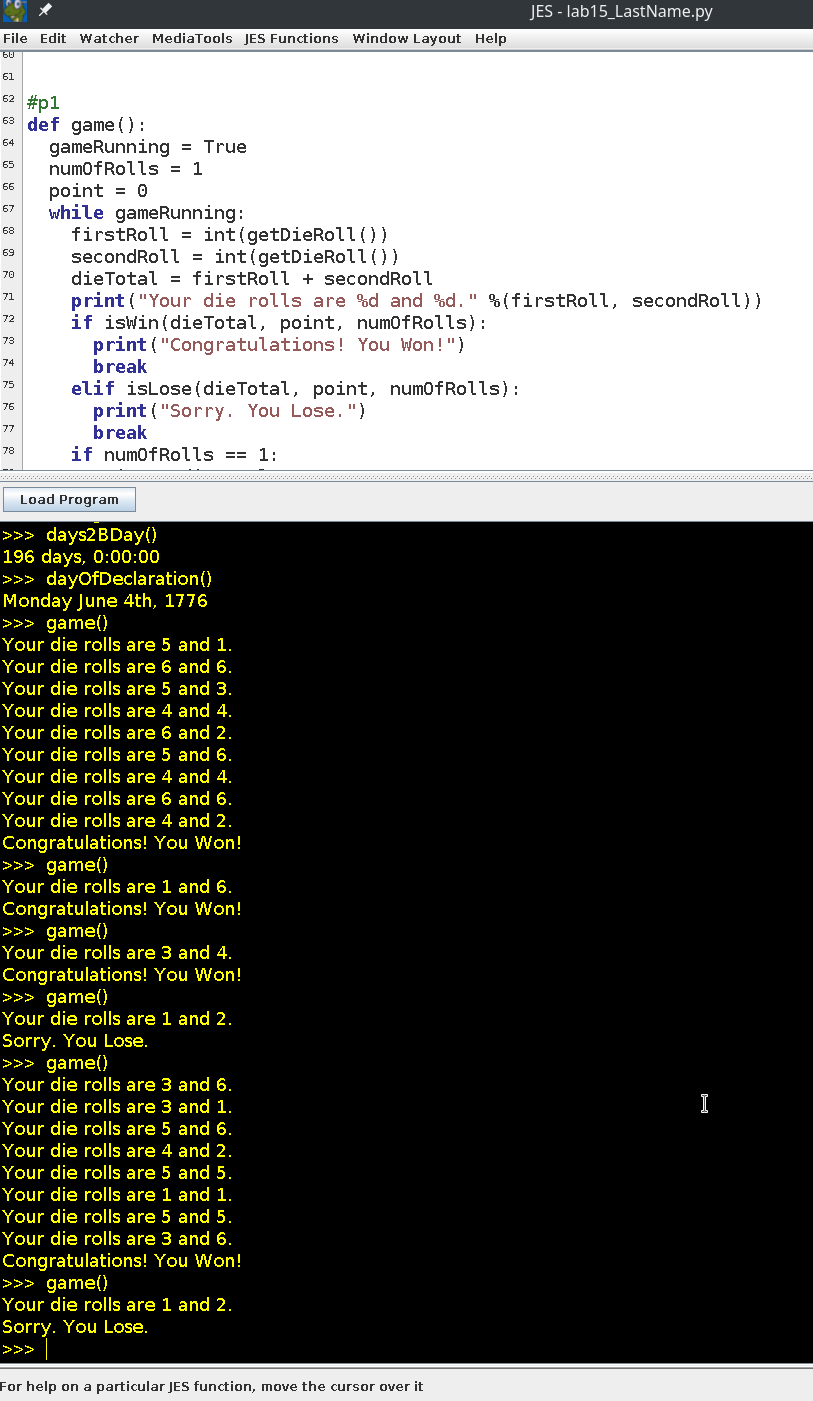 JES - lab15_LastName.py
File Edit Watcher MediaTools JES Functions Window Layout Help
60
61
62 #p1
63 def game():
64   gameRunning = True
65   numOfRolls = 1
66   point = 0
67   while gameRunning:
68     firstRoll = int(getDieRoll())
69     secondRoll = int(getDieRoll())
70     dieTotal = firstRoll + secondRoll
71     print("Your die rolls are %d and %d." %(firstRoll, secondRoll))
72     if isWin(dieTotal, point, numOfRolls):
73       print("Congratulations! You Won!")
74       break
75     elif isLose(dieTotal, point, numOfRolls):
76       print("Sorry. You Lose.")
77       break
78     if numOfRolls == 1:
Load Program
>>> days2BDay()
196 days, 0:00:00
>>> dayOfDeclaration()
Monday June 4th, 1776
>>> game()
Your die rolls are 5 and 1.
Your die rolls are 6 and 6.
Your die rolls are 5 and 3.
Your die rolls are 4 and 4.
Your die rolls are 6 and 2.
Your die rolls are 5 and 6.
Your die rolls are 4 and 4.
Your die rolls are 6 and 6.
Your die rolls are 4 and 2.
Congratulations! You Won!
>>> game()
Your die rolls are 1 and 6.
Congratulations! You Won!
>>> game()
Your die rolls are 3 and 4.
Congratulations! You Won!
>>> game()
Your die rolls are 1 and 2.
Sorry. You Lose.
>>> game()
Your die rolls are 3 and 6.
Your die rolls are 3 and 1.
Your die rolls are 5 and 6.
Your die rolls are 4 and 2.
Your die rolls are 5 and 5.
Your die rolls are 1 and 1.
Your die rolls are 5 and 5.
Your die rolls are 3 and 6.
Congratulations! You Won!
>>> game()
Your die rolls are 1 and 2.
Sorry. You Lose.
>>>
For help on a particular JES function, move the cursor over it